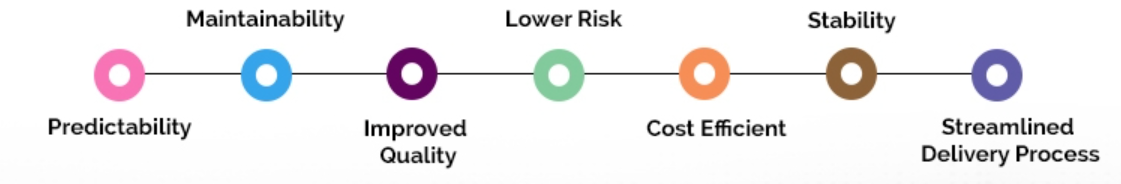 Maintainability
Lower Risk
Stability
Predictability
Improved
Quality
Cost Efficient
Streamlined
Delivery Process